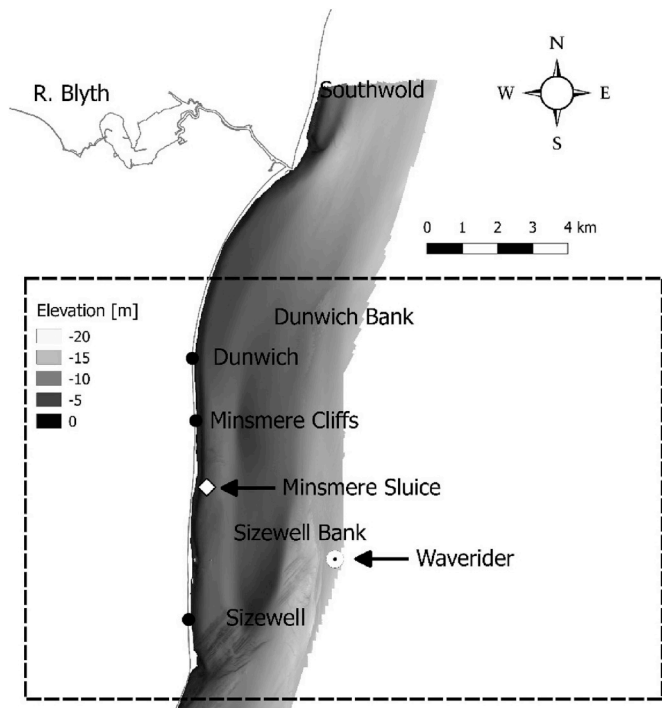 Southwold
R. Blyth
N
W E
S
0 1 2 3 4 km
Elevation [m]
-20
-15
-10
-5
0
Dunwich Bank
Dunwich
Minsmere Cliffs
Minsmere Sluice
Sizewell Bank
Waverider
Sizewell